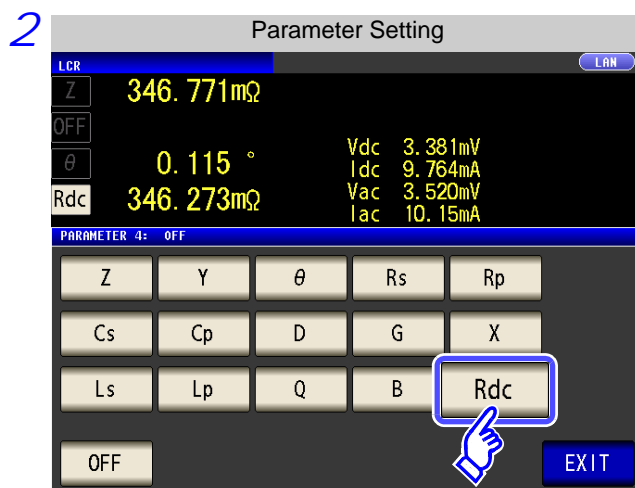 2 Parameter Setting
LCR LAN
Z 346.771mΩ
OFF
θ 0.115 °
Rdc 346.273mΩ
Vdc 3.381mV
Idc 9.764mA
Vac 3.520mV
Iac 10.15mA
PARAMETER 4: OFF
Z Y θ Rs Rp
Cs Cp D G X
Ls Lp Q B Rdc
OFF EXIT